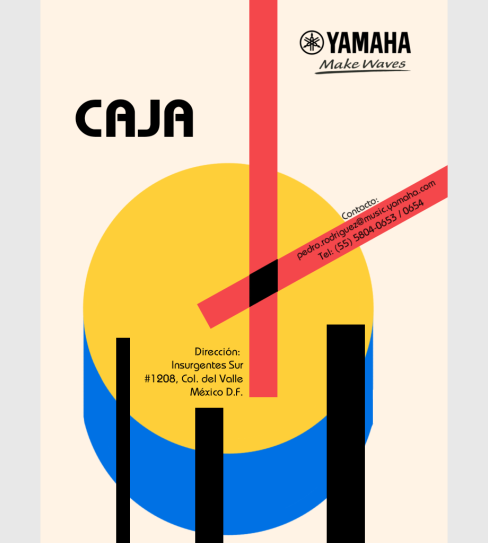 YAMAHA
Make Waves
CAJA
Contacto:
pedro.rodriguez@music.yamaha.com
Tel: (55) 5804-0653 / 0654
Dirección:
Insurgentes Sur
#1208, Col. del Valle
México D.F.